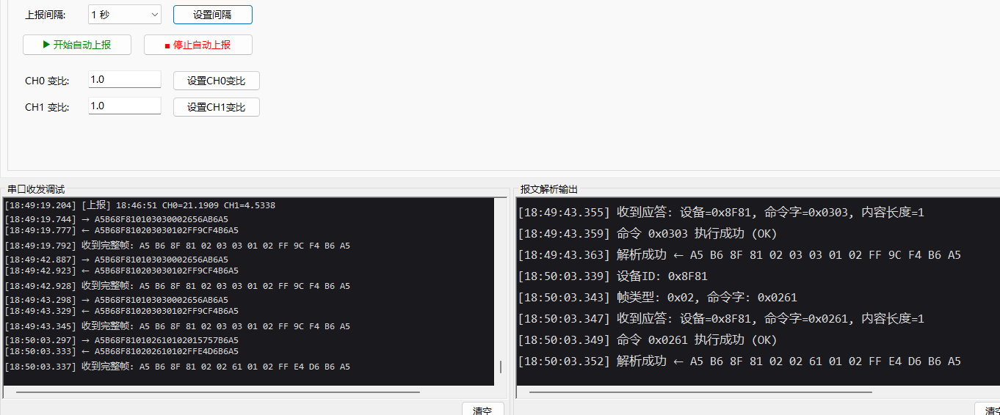 上报间隔: 1 秒 设置间隔
▶ 开始自动上报 ■ 停止自动上报
CH0 变比: 1.0 设置CH0变比
CH1 变比: 1.0 设置CH1变比
串口收发调试
[18:49:19.204] [上报] 18:46:51 CH0=21.1909 CH1=4.5338
[18:49:19.744] → A5B68F810103030002656AB6A5
[18:49:19.777] ← A5B68F810203030102FF9CF4B6A5
[18:49:19.792] 收到完整帧: A5 B6 8F 81 02 03 03 01 02 FF 9C F4 B6 A5
[18:49:42.887] → A5B68F810103030002656AB6A5
[18:49:42.923] ← A5B68F810203030102FF9CF4B6A5
[18:49:42.928] 收到完整帧: A5 B6 8F 81 02 03 03 01 02 FF 9C F4 B6 A5
[18:49:43.298] → A5B68F810103030002656AB6A5
[18:49:43.329] ← A5B68F810203030102FF9CF4B6A5
[18:49:43.345] 收到完整帧: A5 B6 8F 81 02 03 03 01 02 FF 9C F4 B6 A5
[18:50:03.297] → A5B68F810102610102015757B6A5
[18:50:03.333] ← A5B68F810202610102FFE4D6B6A5
[18:50:03.337] 收到完整帧: A5 B6 8F 81 02 02 61 01 02 FF E4 D6 B6 A5
清空
报文解析输出
[18:49:43.355] 收到应答: 设备=0x8F81, 命令字=0x0303, 内容长度=1
[18:49:43.359] 命令 0x0303 执行成功 (OK)
[18:49:43.363] 解析成功 ← A5 B6 8F 81 02 03 03 01 02 FF 9C F4 B6 A5
[18:50:03.339] 设备ID: 0x8F81
[18:50:03.343] 帧类型: 0x02, 命令字: 0x0261
[18:50:03.347] 收到应答: 设备=0x8F81, 命令字=0x0261, 内容长度=1
[18:50:03.349] 命令 0x0261 执行成功 (OK)
[18:50:03.352] 解析成功 ← A5 B6 8F 81 02 02 61 01 02 FF E4 D6 B6 A5
清空